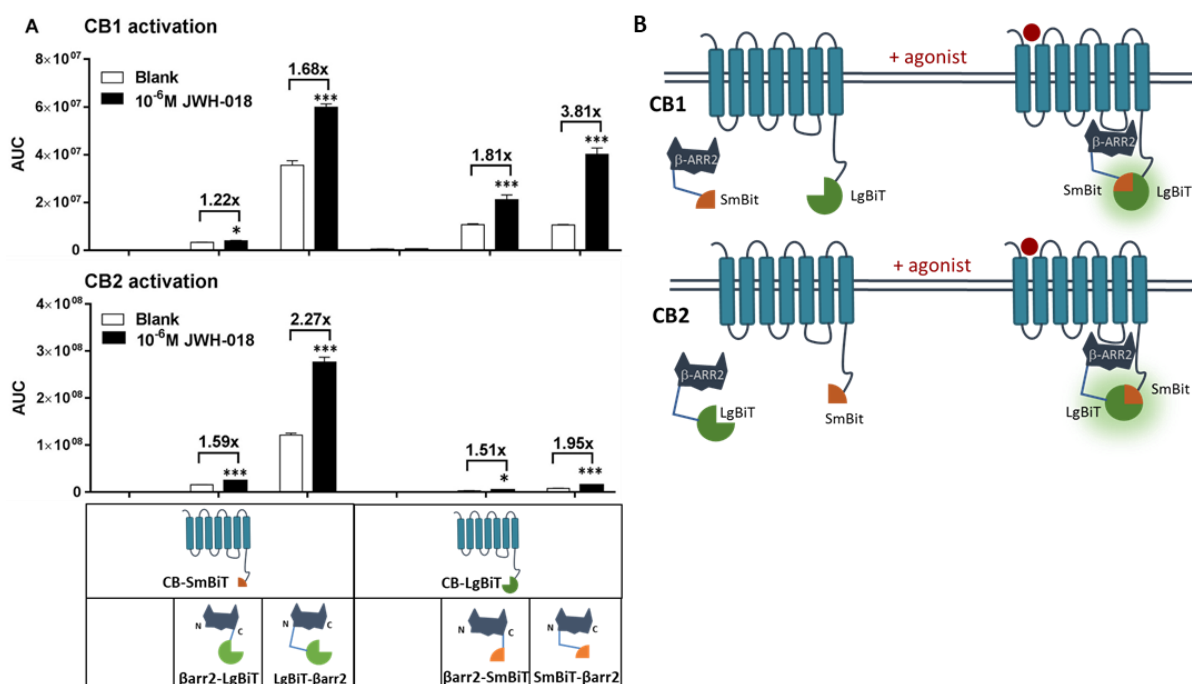 A
CB1 activation
8×10^07
6×10^07
4×10^07
2×10^07
0
AUC
Blank
10^-6M JWH-018
1.22x
*
1.68x
***
1.81x
***
3.81x
***
CB2 activation
4×10^08
3×10^08
2×10^08
1×10^08
0
AUC
Blank
10^-6M JWH-018
1.59x
***
2.27x
***
1.51x
*
1.95x
***
CB-SmBiT
CB-LgBiT
N C
N C
N C
N C
βarr2-LgBiT
LgBiT-βarr2
βarr2-SmBiT
SmBiT-βarr2
B
+ agonist
CB1
β-ARR2
SmBit
LgBiT
β-ARR2
SmBit
LgBiT
+ agonist
CB2
β-ARR2
LgBiT
SmBit
β-ARR2
LgBiT
SmBit